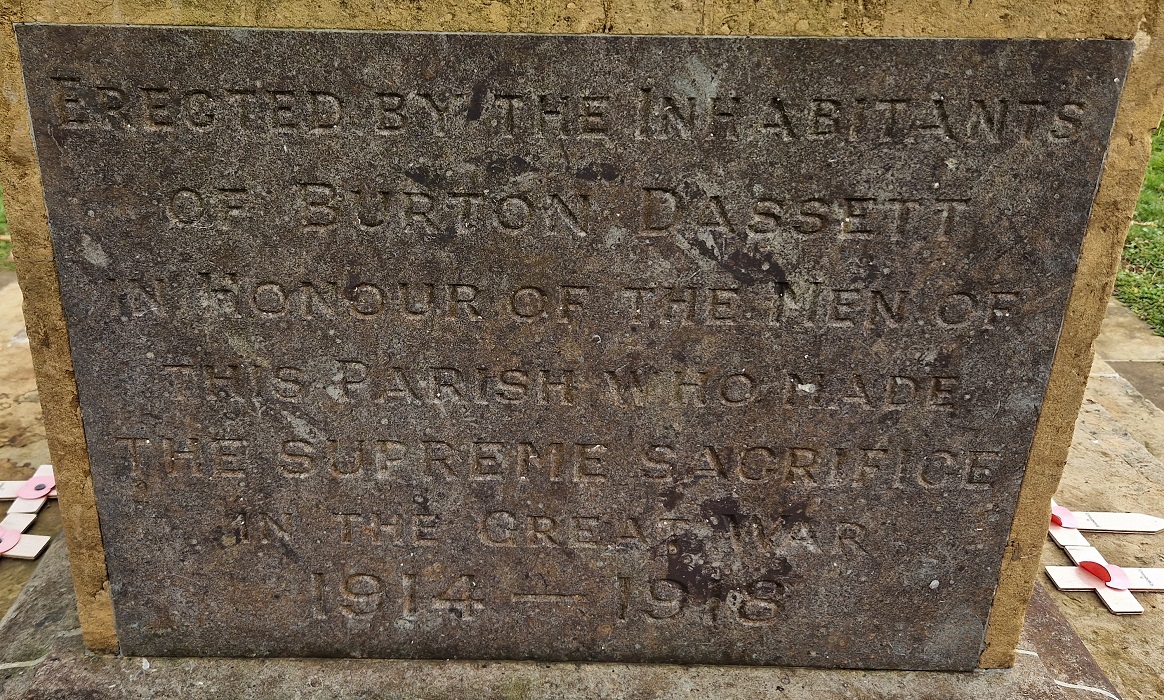 ERECTED BY THE INHABITANTS
OF BURTON DASSETT
IN HONOUR OF THE MEN OF
THIS PARISH WHO MADE
THE SUPREME SACRIFICE
IN THE GREAT WAR
1914 — 1918